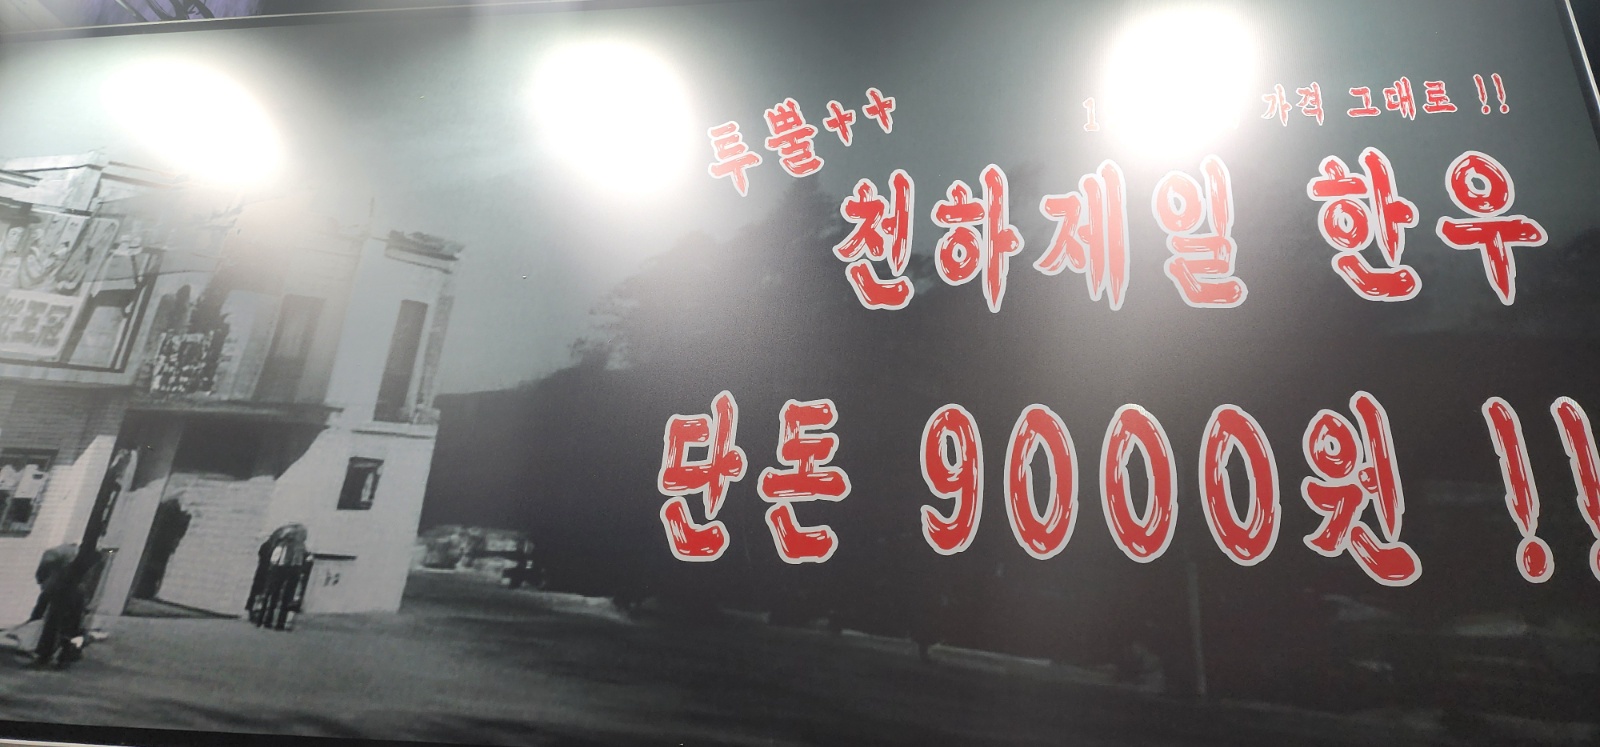 투뿔++
가격 그대로 !!
천하제일 한우
단돈 9000원 !!